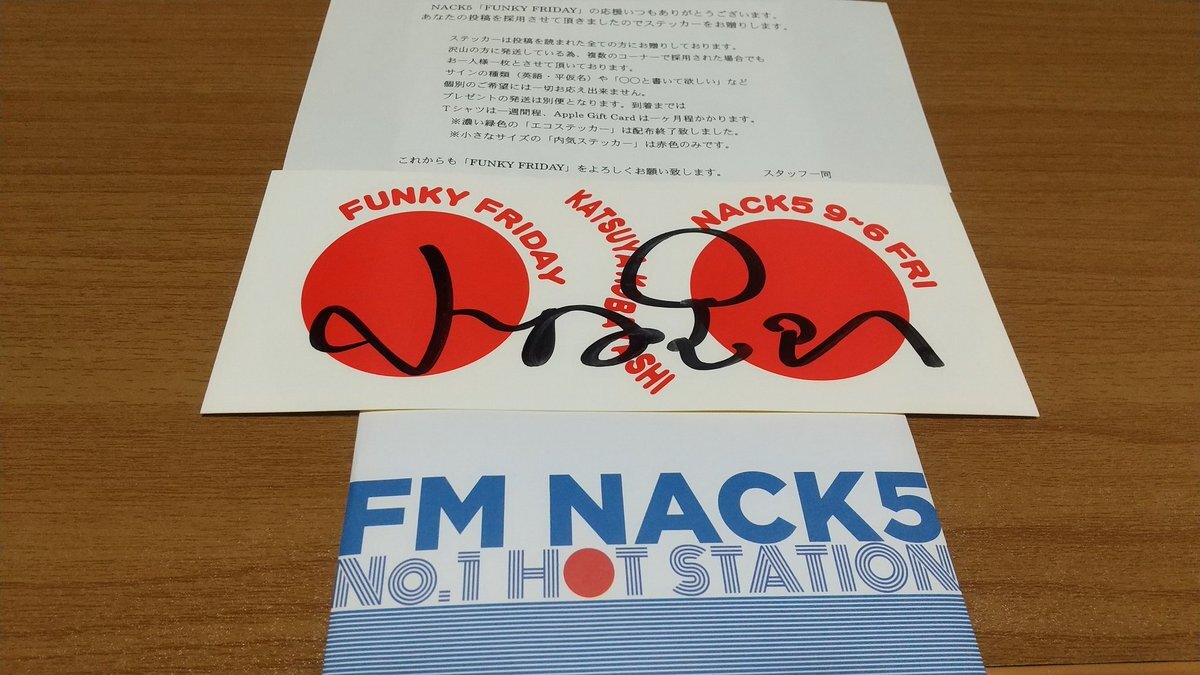 NACK5「FUNKY FRIDAY」の応援いつもありがとうございます。
あなたの投稿を採用させて頂きましたのでステッカーをお贈りします。
ステッカーは投稿を読まれた全ての方にお贈りしております。
沢山の方に発送している為、複数のコーナーで採用された場合でも
お一人様一枚とさせて頂いております。
サインの種類（英語・平仮名）や「〇〇と書いて欲しい」など
個別のご希望には一切お応え出来ません。
プレゼントの発送は別便となります。到着までは
Tシャツは一週間程、Apple Gift Cardは一ヶ月程かかります。
※濃い緑色の「エコステッカー」は配布終了致しました。
※小さなサイズの「内気ステッカー」は赤色のみです。
これからも「FUNKY FRIDAY」をよろしくお願い致します。 スタッフ一同
FUNKY FRIDAY
KATSUYA KOBAYASHI
NACK5 9~6 FRI
FM NACK5
No.1 HOT STATION